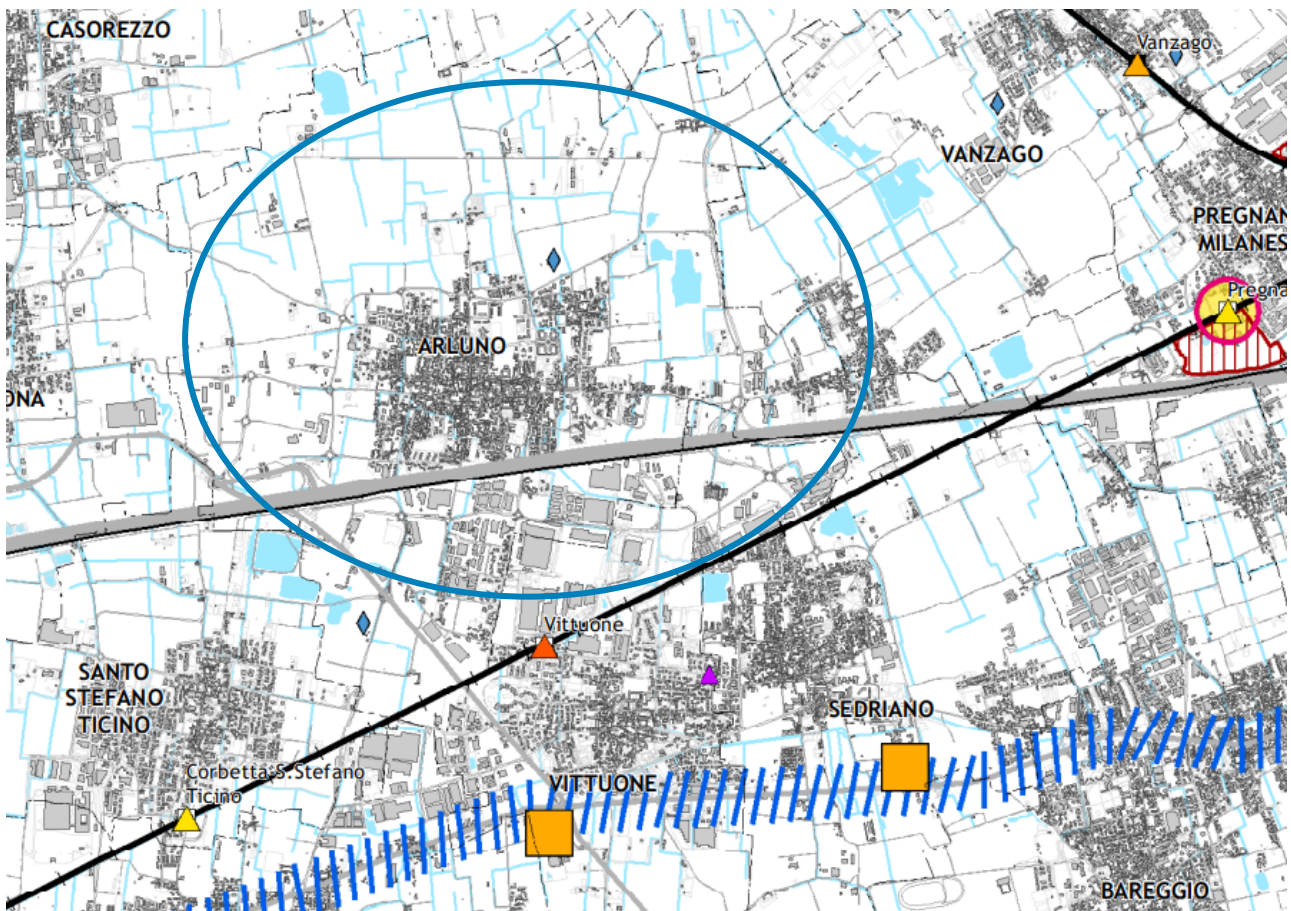 CASOREZZO
Vanzago
VANZAGO
PREGNAN
MILANES
Pregna
ARLUNO
ONA
Vittuone
SANTO
STEFANO
TICINO
SEDRIANO
Corbetta S.Stefano
Ticino
VITTUONE
BAREGGIO